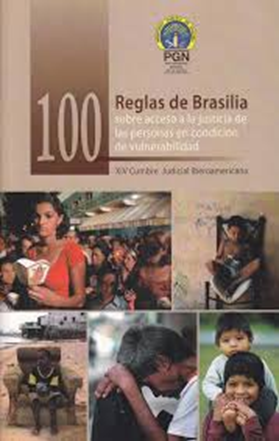 PGN
100
Reglas de Brasilia
sobre acceso a la justicia de
las personas en condición
de vulnerabilidad
XIV Cumbre Judicial Iberoamericana